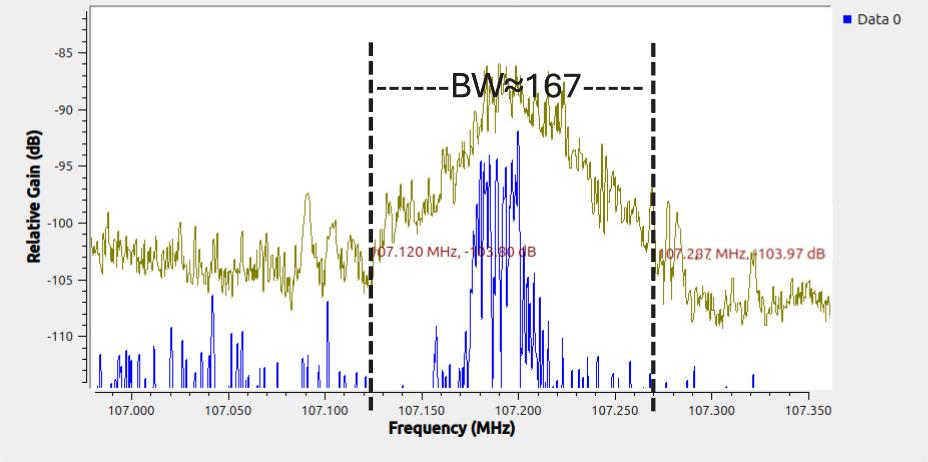 Data 0
-85
BW≈167
-90
Relative Gain (dB)
-95
-100
107.120 MHz, -103.80 dB
107.287 MHz, -103.97 dB
-105
-110
107.000 107.050 107.100 107.150 107.200 107.250 107.300 107.350
Frequency (MHz)